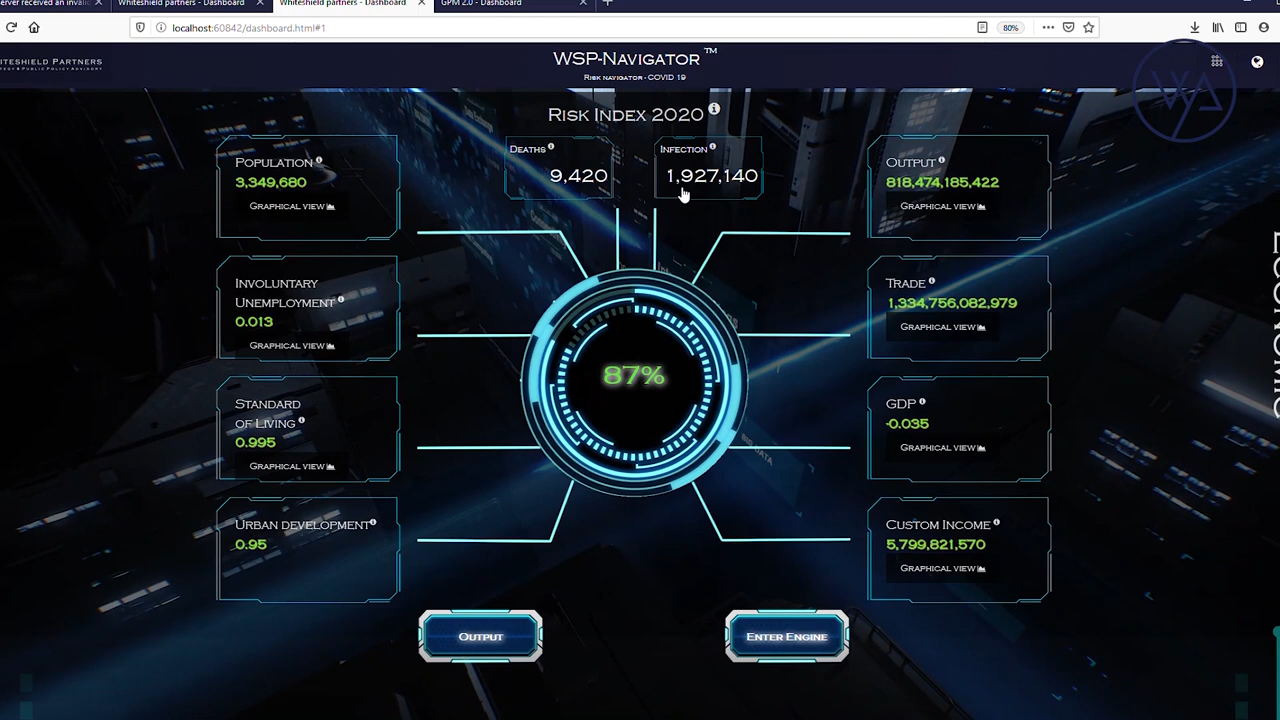 Whiteshield partners - Dashboard
Whiteshield partners - Dashboard
GPM 2.0 - Dashboard
localhost:60842/dashboard.html#1
80%
WSP-Navigator™
Risk navigator - COVID 19
Risk Index 2020
Deaths
9,420
Infection
1,927,140
Population
3,349,680
Graphical view
Involuntary
Unemployment
0.013
Graphical view
Standard
of Living
0.995
Graphical view
Urban development
0.95
87%
Output
818,474,185,422
Graphical view
Trade
1,334,756,082,979
Graphical view
GDP
-0.035
Graphical view
Custom Income
5,799,821,570
Graphical view
Big Data
Output
Enter Engine